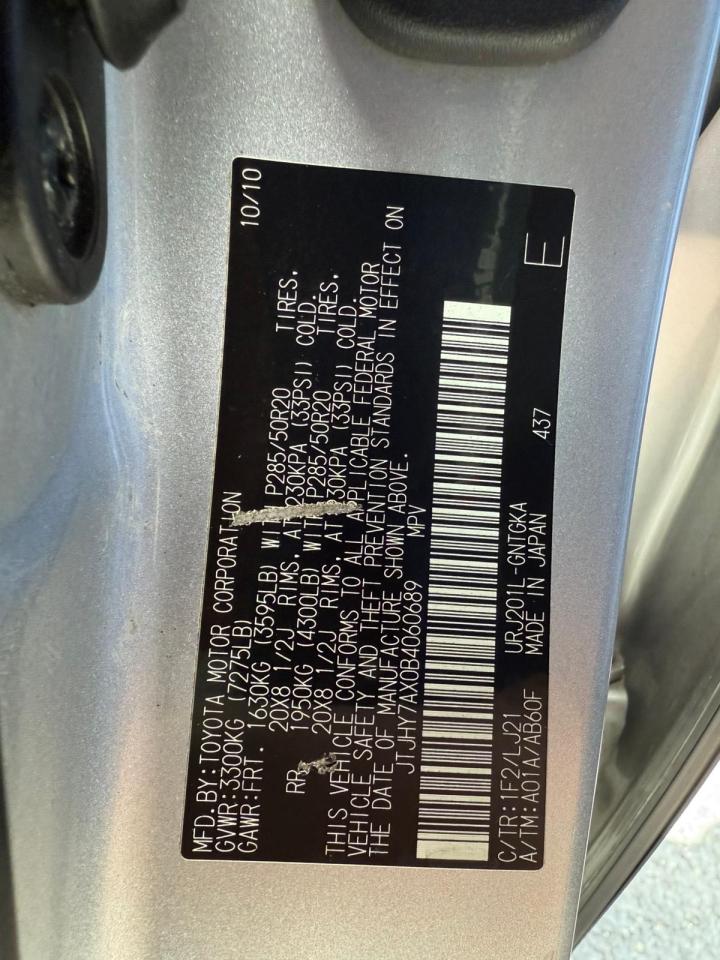 MFD. BY:TOYOTA MOTOR CORPORATION 10/10
GVWR:3300KG (7275LB)
GAWR:FRT. 1630KG (3595LB) WITH P285/50R20 TIRES,
20X8 1/2J RIMS, AT 230KPA (33PSI) COLD.
RR. 1950KG (4300LB) WITH P285/50R20 TIRES,
20X8 1/2J RIMS, AT 230KPA (33PSI) COLD.
THIS VEHICLE CONFORMS TO ALL APPLICABLE FEDERAL MOTOR
VEHICLE SAFETY AND THEFT PREVENTION STANDARDS IN EFFECT ON
THE DATE OF MANUFACTURE SHOWN ABOVE.
JTJHY7AX0B4060689 MPV
C/TR:1F2/LJ21 URJ201L-GNTGKA 437 E
A/TM:A01A/AB60F MADE IN JAPAN